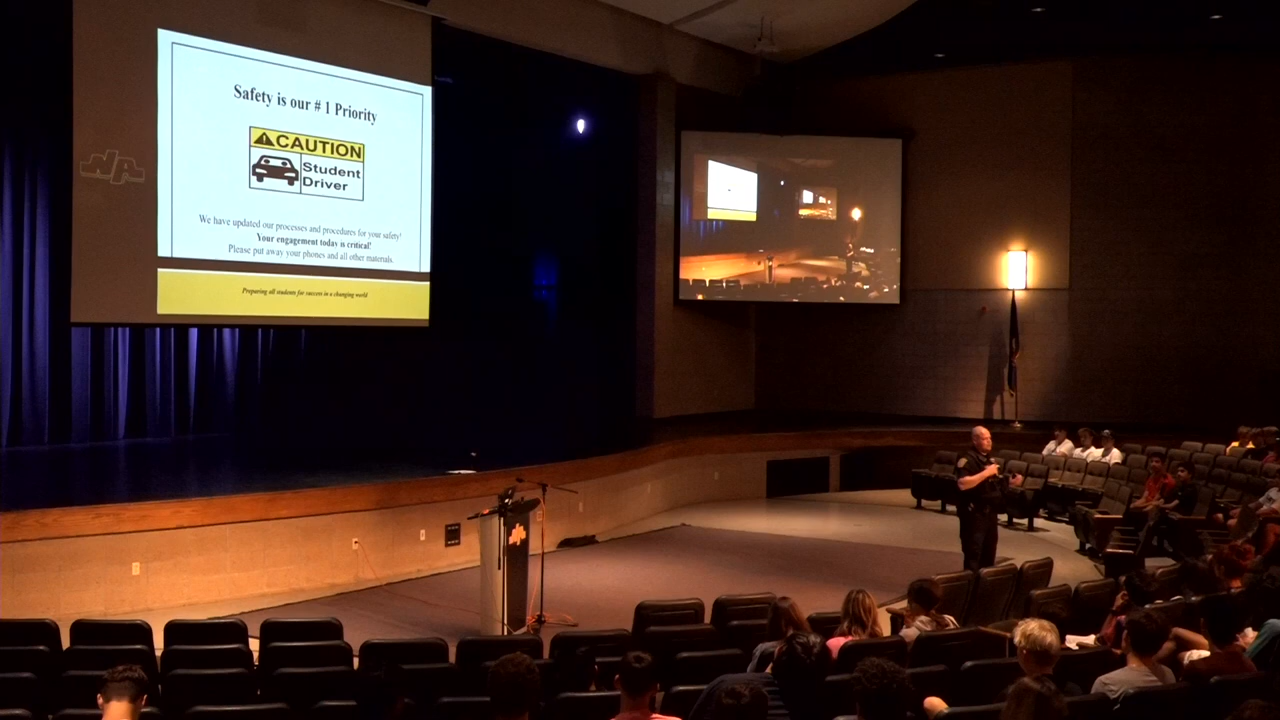 Safety is our # 1 Priority
CAUTION
Student
Driver
We have updated our processes and procedures for your safety!
Your engagement today is critical!
Please put away your phones and all other materials.
Preparing all students for success in a changing world
NA
NA